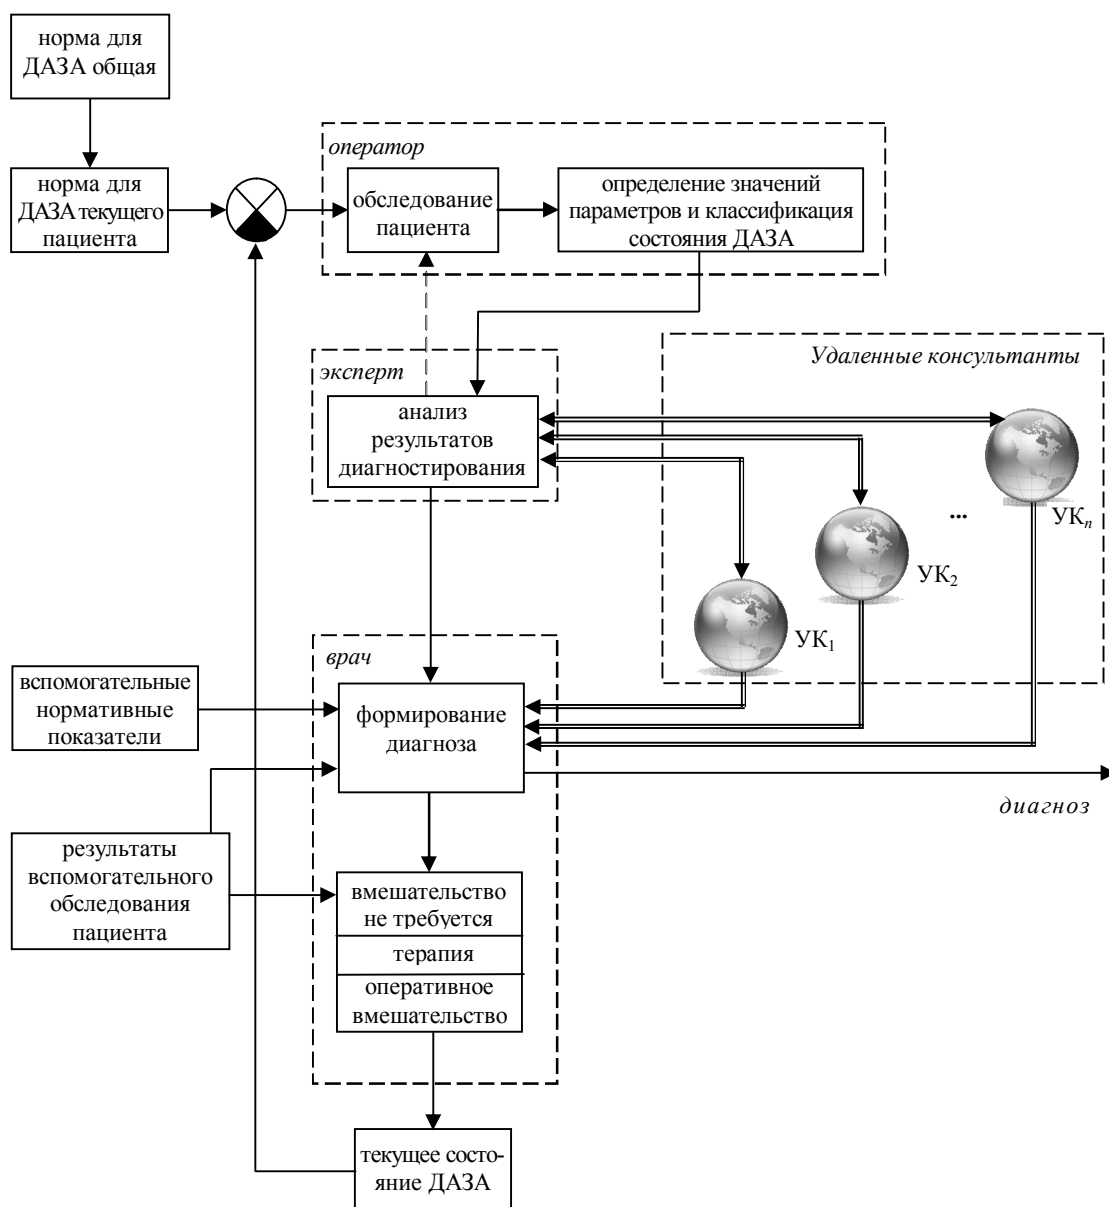 норма для
ДАЗА общая
норма для
ДАЗА текущего
пациента
оператор
обследование
пациента
определение значений
параметров и классификация
состояния ДАЗА
эксперт
анализ
результатов
диагностирования
Удаленные консультанты
...
УКn
УК2
УК1
врач
вспомогательные
нормативные
показатели
формирование
диагноза
диагноз
результаты
вспомогательного
обследования
пациента
вмешательство
не требуется
терапия
оперативное
вмешательство
текущее состо-
яние ДАЗА